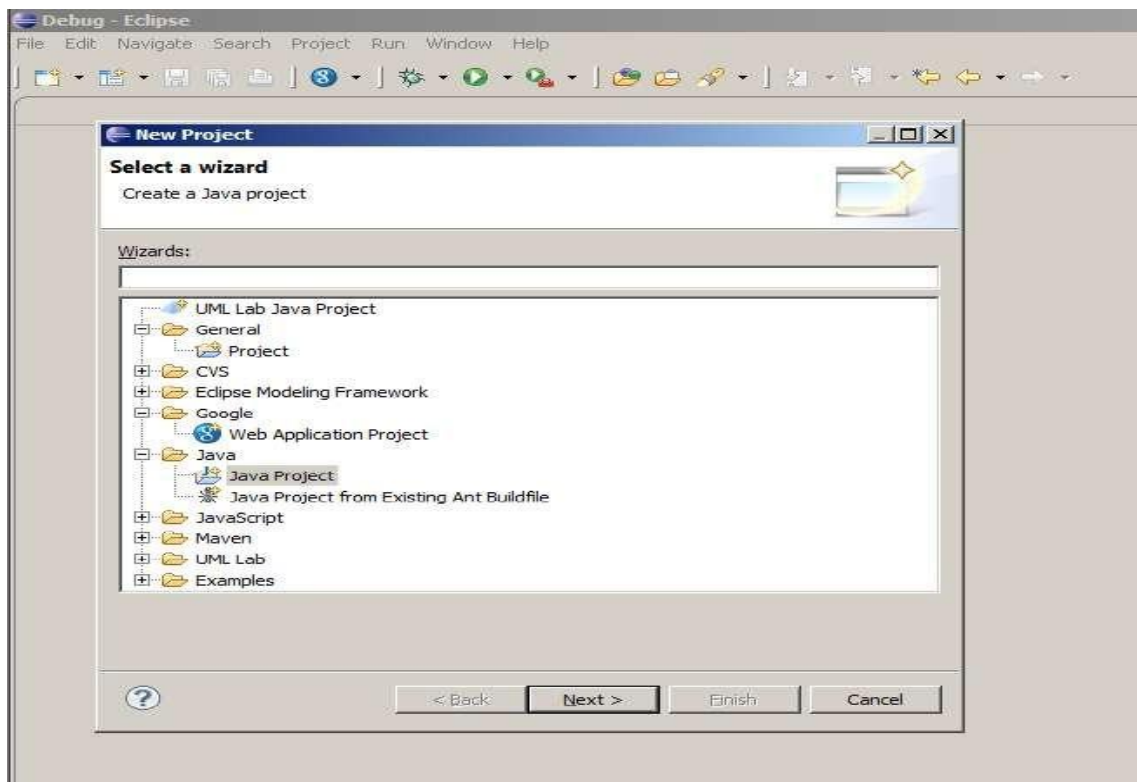 Debug - Eclipse
File Edit Navigate Search Project Run Window Help
New Project
Select a wizard
Create a Java project
Wizards:
UML Lab Java Project
General
Project
CVS
Eclipse Modeling Framework
Google
Web Application Project
Java
Java Project
Java Project from Existing Ant Buildfile
JavaScript
Maven
UML Lab
Examples
< Back Next > Finish Cancel